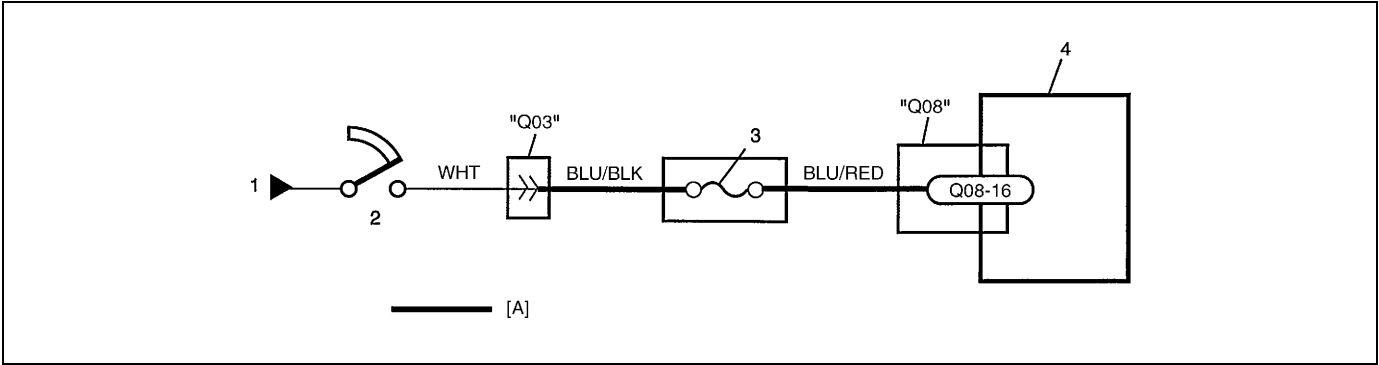 4
"Q08"
"Q03"
3
1
WHT
BLU/BLK
BLU/RED
Q08-16
2
[A]